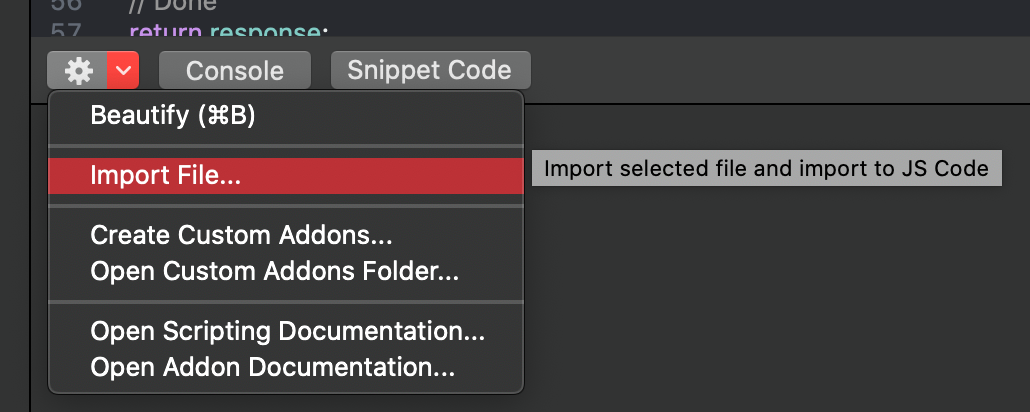 56 // Done
57 return response;
Console
Snippet Code
Beautify (⌘B)
Import File...
Import selected file and import to JS Code
Create Custom Addons...
Open Custom Addons Folder...
Open Scripting Documentation...
Open Addon Documentation...